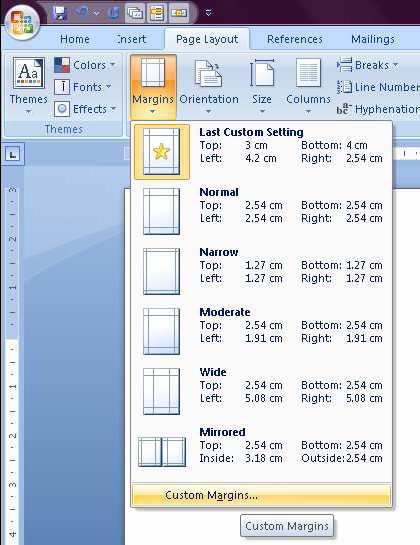 Home Insert Page Layout References Mailings
Colors Breaks
Fonts Line Number
Themes Effects Margins Orientation Size Columns Hyphenation
Themes
Last Custom Setting
Top: 3 cm Bottom: 4 cm
Left: 4.2 cm Right: 2.54 cm
Normal
Top: 2.54 cm Bottom: 2.54 cm
Left: 2.54 cm Right: 2.54 cm
Narrow
Top: 1.27 cm Bottom: 1.27 cm
Left: 1.27 cm Right: 1.27 cm
Moderate
Top: 2.54 cm Bottom: 2.54 cm
Left: 1.91 cm Right: 1.91 cm
Wide
Top: 2.54 cm Bottom: 2.54 cm
Left: 5.08 cm Right: 5.08 cm
Mirrored
Top: 2.54 cm Bottom: 2.54 cm
Inside: 3.18 cm Outside: 2.54 cm
Custom Margins...
Custom Margins